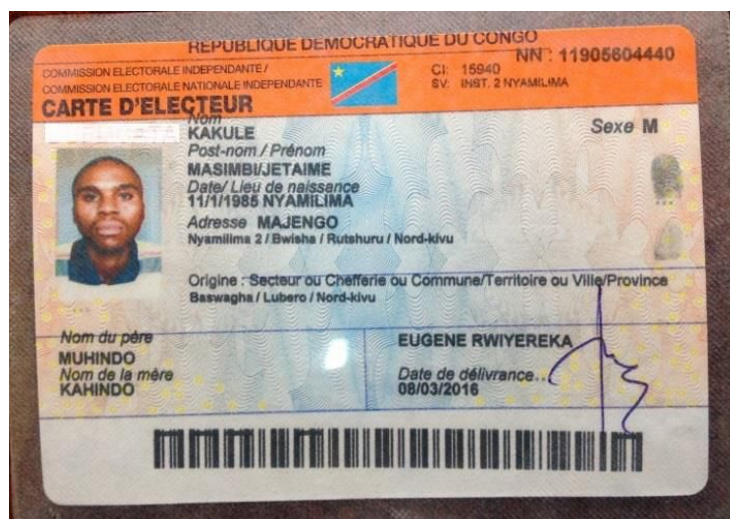 REPUBLIQUE DEMOCRATIQUE DU CONGO
NN : 11905604440
COMMISSION ELECTORALE INDEPENDANTE /
COMMISSION ELECTORALE NATIONALE INDEPENDANTE
CI: 15940
SV: INST. 2 NYAMILIMA
CARTE D'ELECTEUR
Nom
KAKULE
Sexe M
Post-nom / Prénom
MASIMBI/JETAIME
Date/ Lieu de naissance
11/1/1985 NYAMILIMA
Adresse MAJENGO
Nyamilima 2 / Bwisha / Rutshuru / Nord-kivu
Origine : Secteur ou Chefferie ou Commune/Territoire ou Ville/Province
Baswagha / Lubero / Nord-kivu
Nom du père
MUHINDO
Nom de la mère
KAHINDO
EUGENE RWIYEREKA
Date de délivrance...
08/03/2016